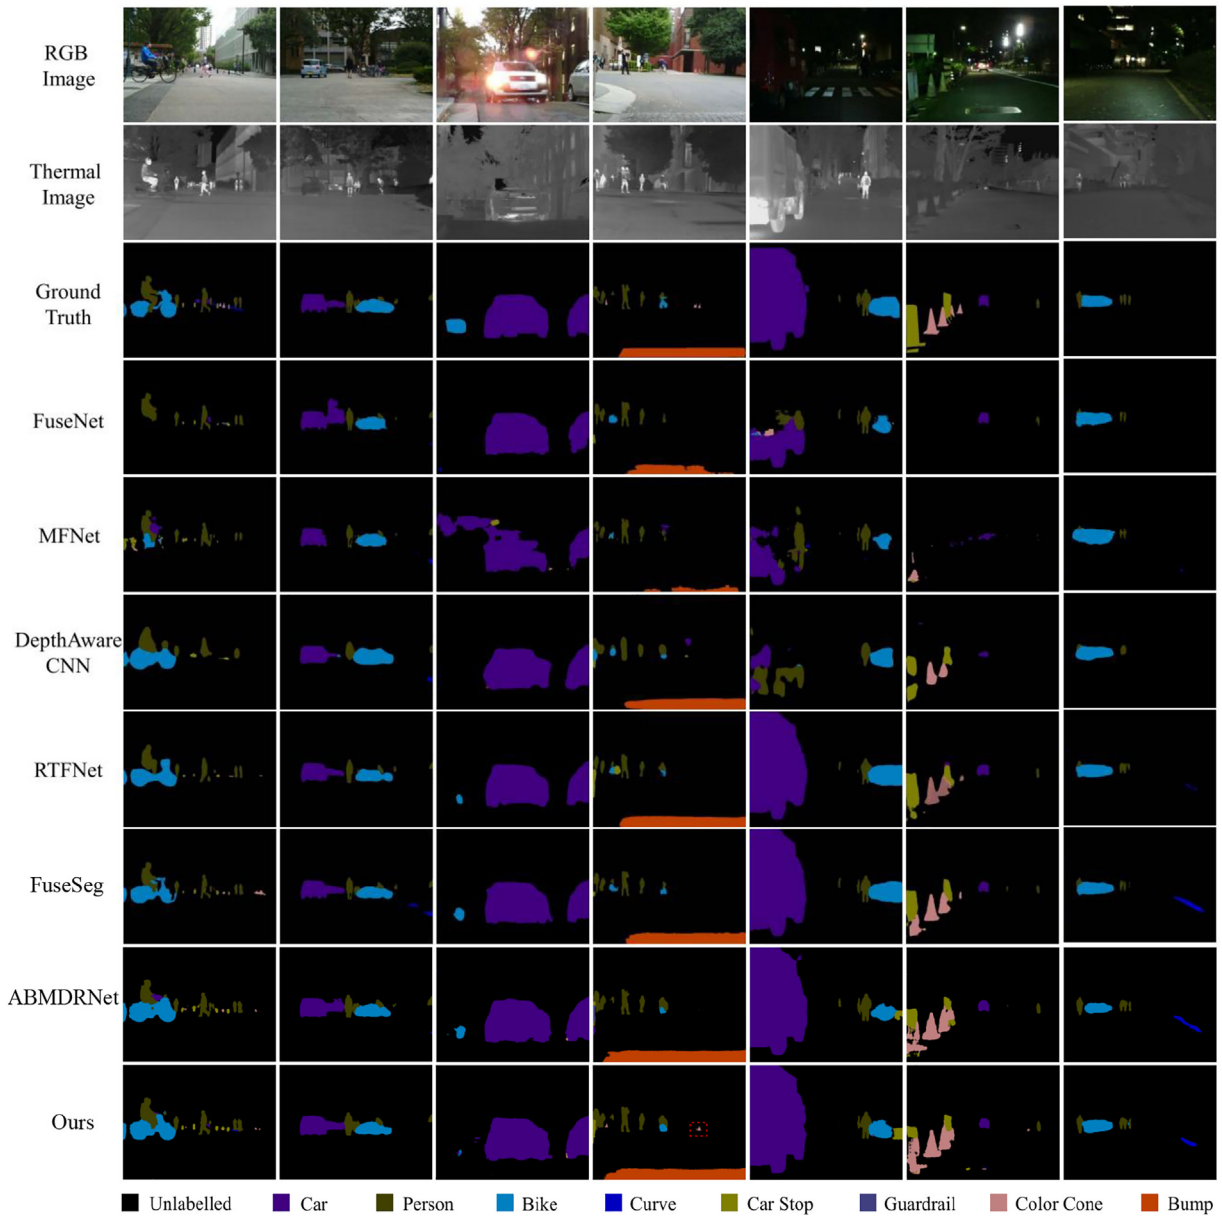 RGB
Image
Thermal
Image
Ground
Truth
FuseNet
MFNet
DepthAware
CNN
RTFNet
FuseSeg
ABMDRNet
Ours
Unlabelled Car Person Bike Curve Car Stop Guardrail Color Cone Bump